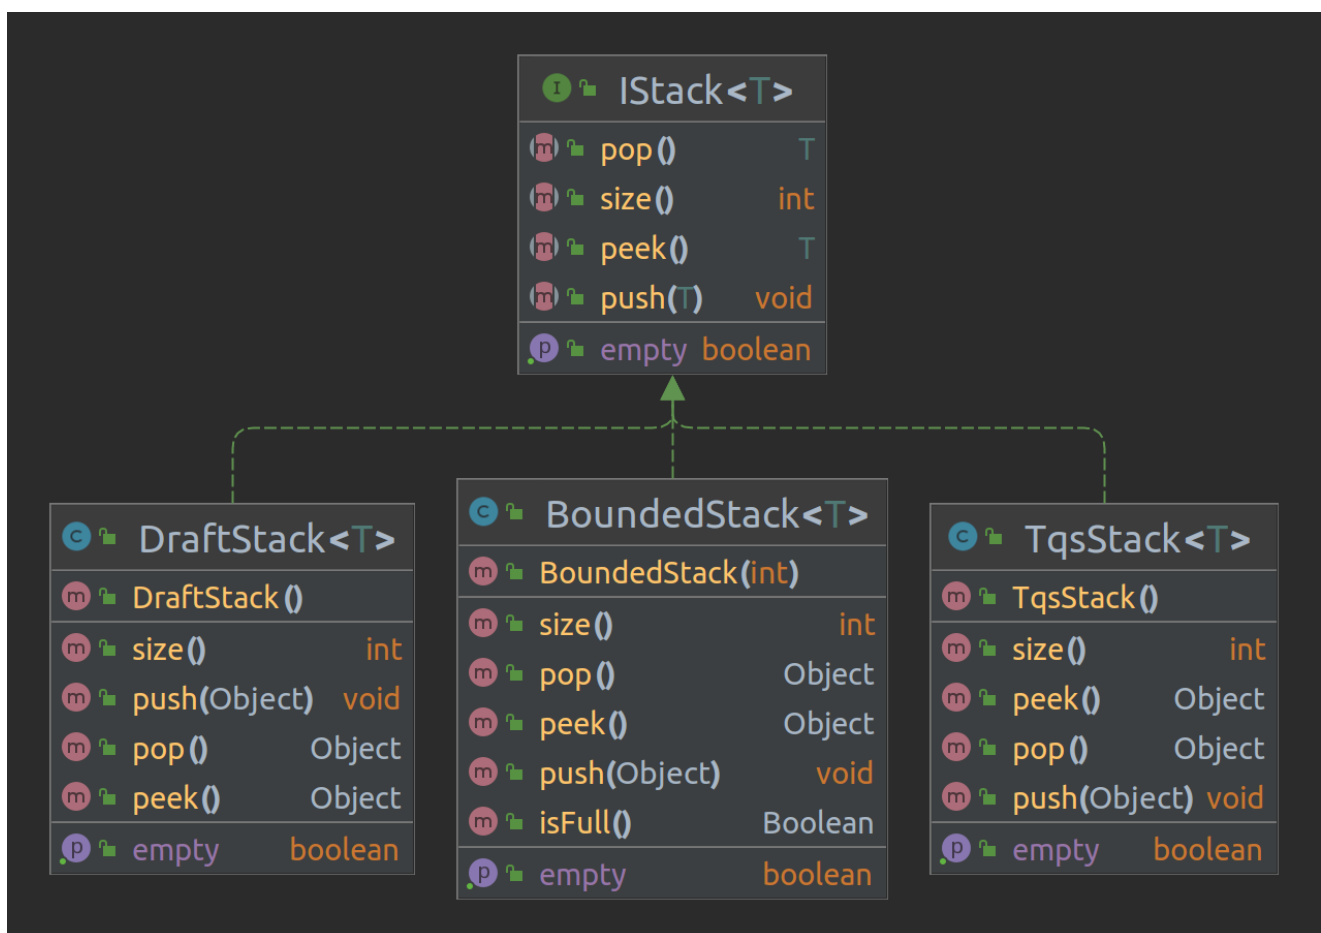 I IStack<T>
m pop() T
m size() int
m peek() T
m push(T) void
p empty boolean
C DraftStack<T>
m DraftStack()
m size() int
m push(Object) void
m pop() Object
m peek() Object
p empty boolean
C BoundedStack<T>
m BoundedStack(int)
m size() int
m pop() Object
m peek() Object
m push(Object) void
m isFull() Boolean
p empty boolean
C TqsStack<T>
m TqsStack()
m size() int
m peek() Object
m pop() Object
m push(Object) void
p empty boolean